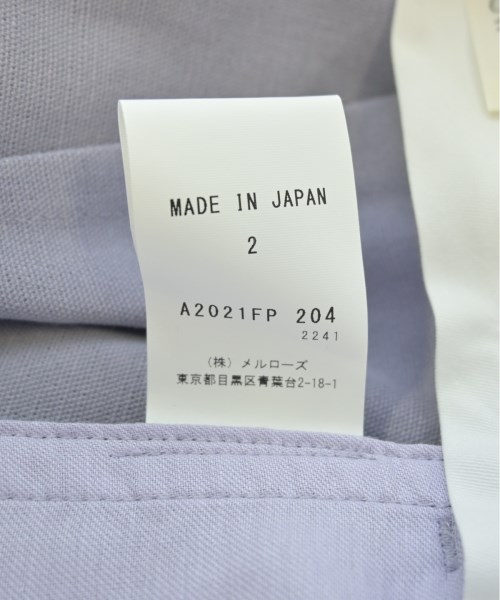 MADE IN JAPAN
2
A2021FP 204
2241
(株) メルローズ
東京都目黒区青葉台2-18-1